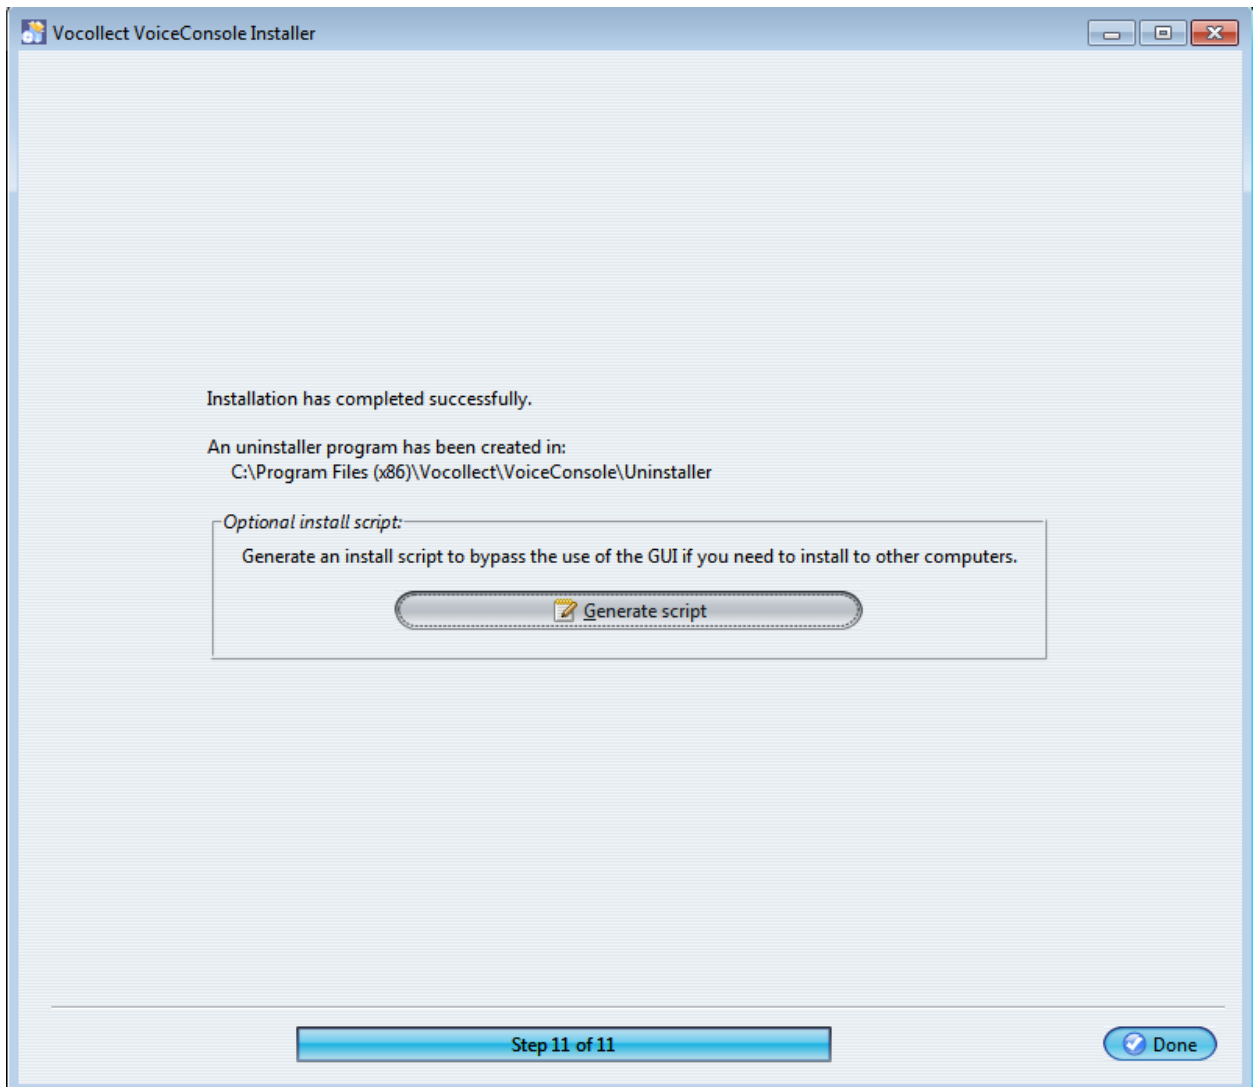 Vocollect VoiceConsole Installer
Installation has completed successfully.
An uninstaller program has been created in:
C:\Program Files (x86)\Vocollect\VoiceConsole\Uninstaller
Optional install script:
Generate an install script to bypass the use of the GUI if you need to install to other computers.
Generate script
Step 11 of 11
Done